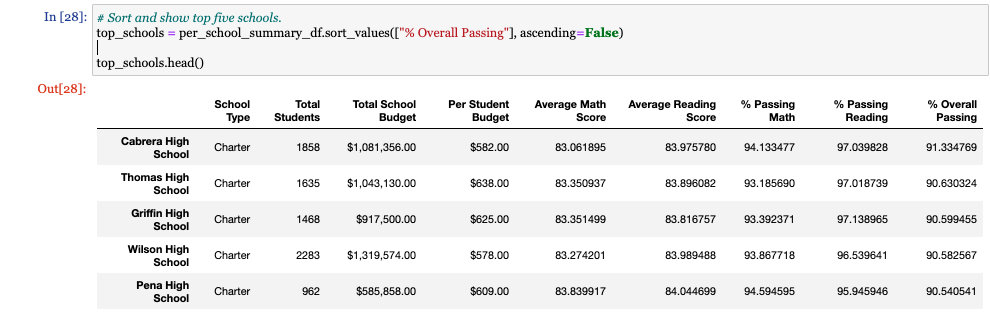 In [28]: # Sort and show top five schools.
top_schools = per_school_summary_df.sort_values(["% Overall Passing"], ascending=False)
top_schools.head()
Out[28]:
School Total Total School Per Student Average Math Average Reading % Passing % Passing % Overall
Type Students Budget Budget Score Score Math Reading Passing
Cabrera High School Charter 1858 $1,081,356.00 $582.00 83.061895 83.975780 94.133477 97.039828 91.334769
Thomas High School Charter 1635 $1,043,130.00 $638.00 83.350937 83.896082 93.185690 97.018739 90.630324
Griffin High School Charter 1468 $917,500.00 $625.00 83.351499 83.816757 93.392371 97.138965 90.599455
Wilson High School Charter 2283 $1,319,574.00 $578.00 83.274201 83.989488 93.867718 96.539641 90.582567
Pena High School Charter 962 $585,858.00 $609.00 83.839917 84.044699 94.594595 95.945946 90.540541